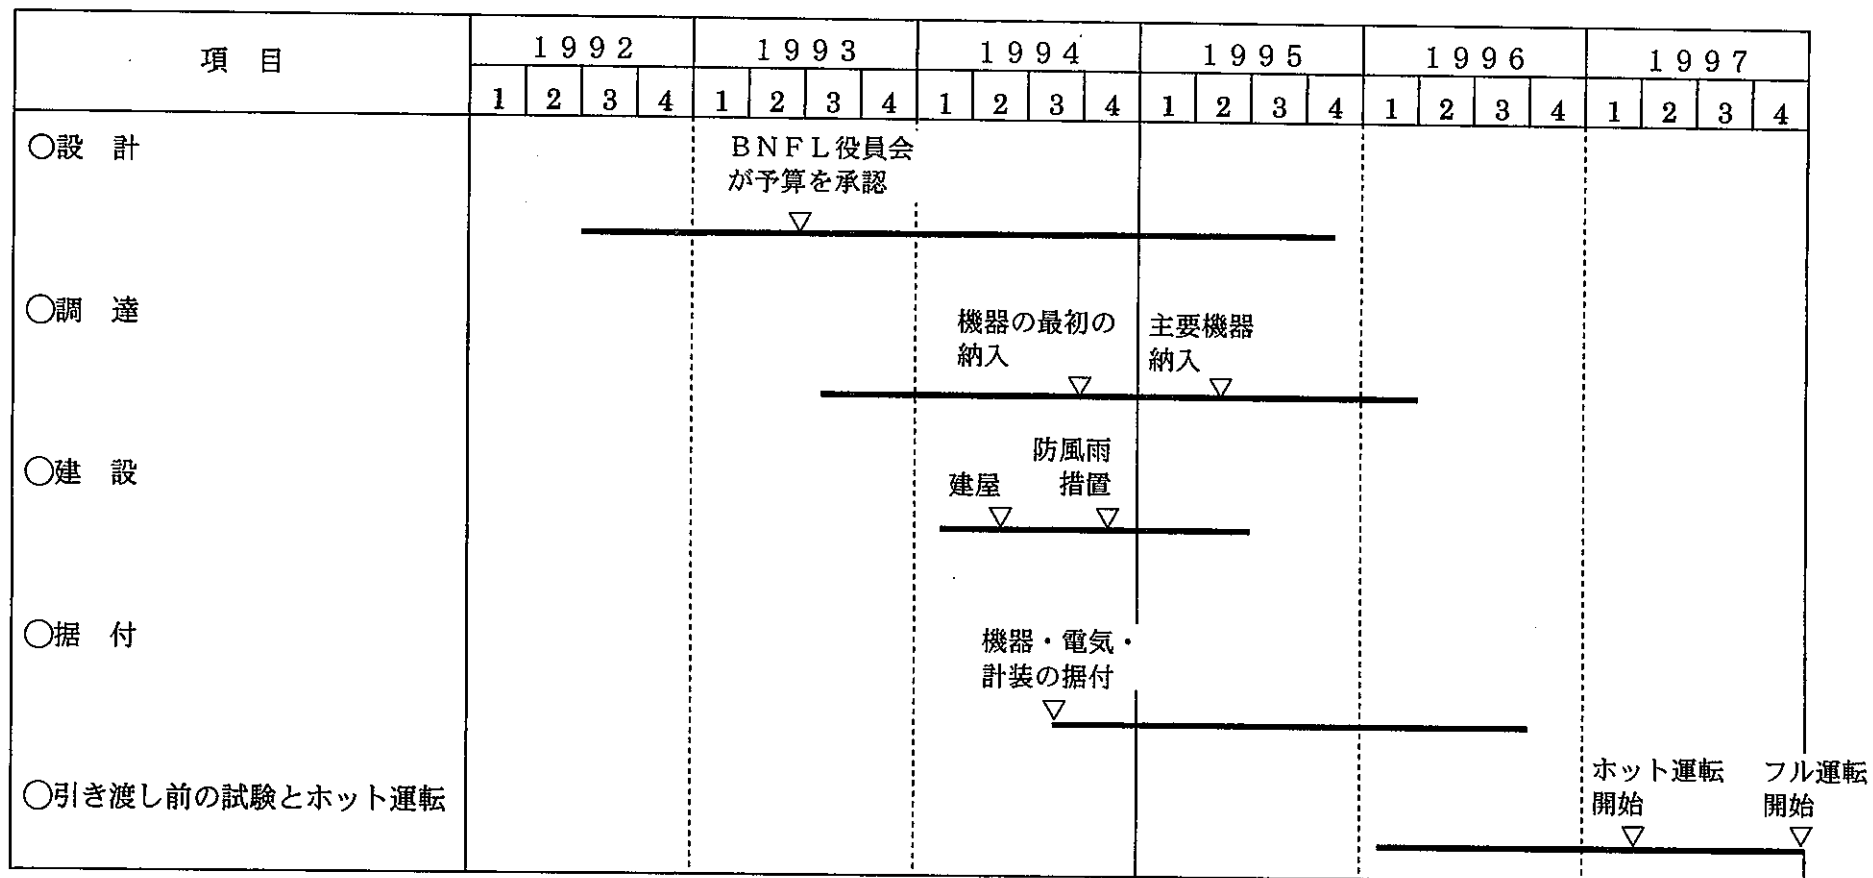 項　目
１９９２　１９９３　１９９４　１９９５　１９９６　１９９７
1 2 3 4 1 2 3 4 1 2 3 4 1 2 3 4 1 2 3 4 1 2 3 4
○設　計
ＢＮＦＬ役員会
が予算を承認
▽
○調　達
機器の最初の
納入
▽
主要機器
納入
▽
○建　設
建屋
▽
防風雨
措置
▽
○据　付
機器・電気・
計装の据付
▽
○引き渡し前の試験とホット運転
ホット運転
開始
▽
フル運転
開始
▽